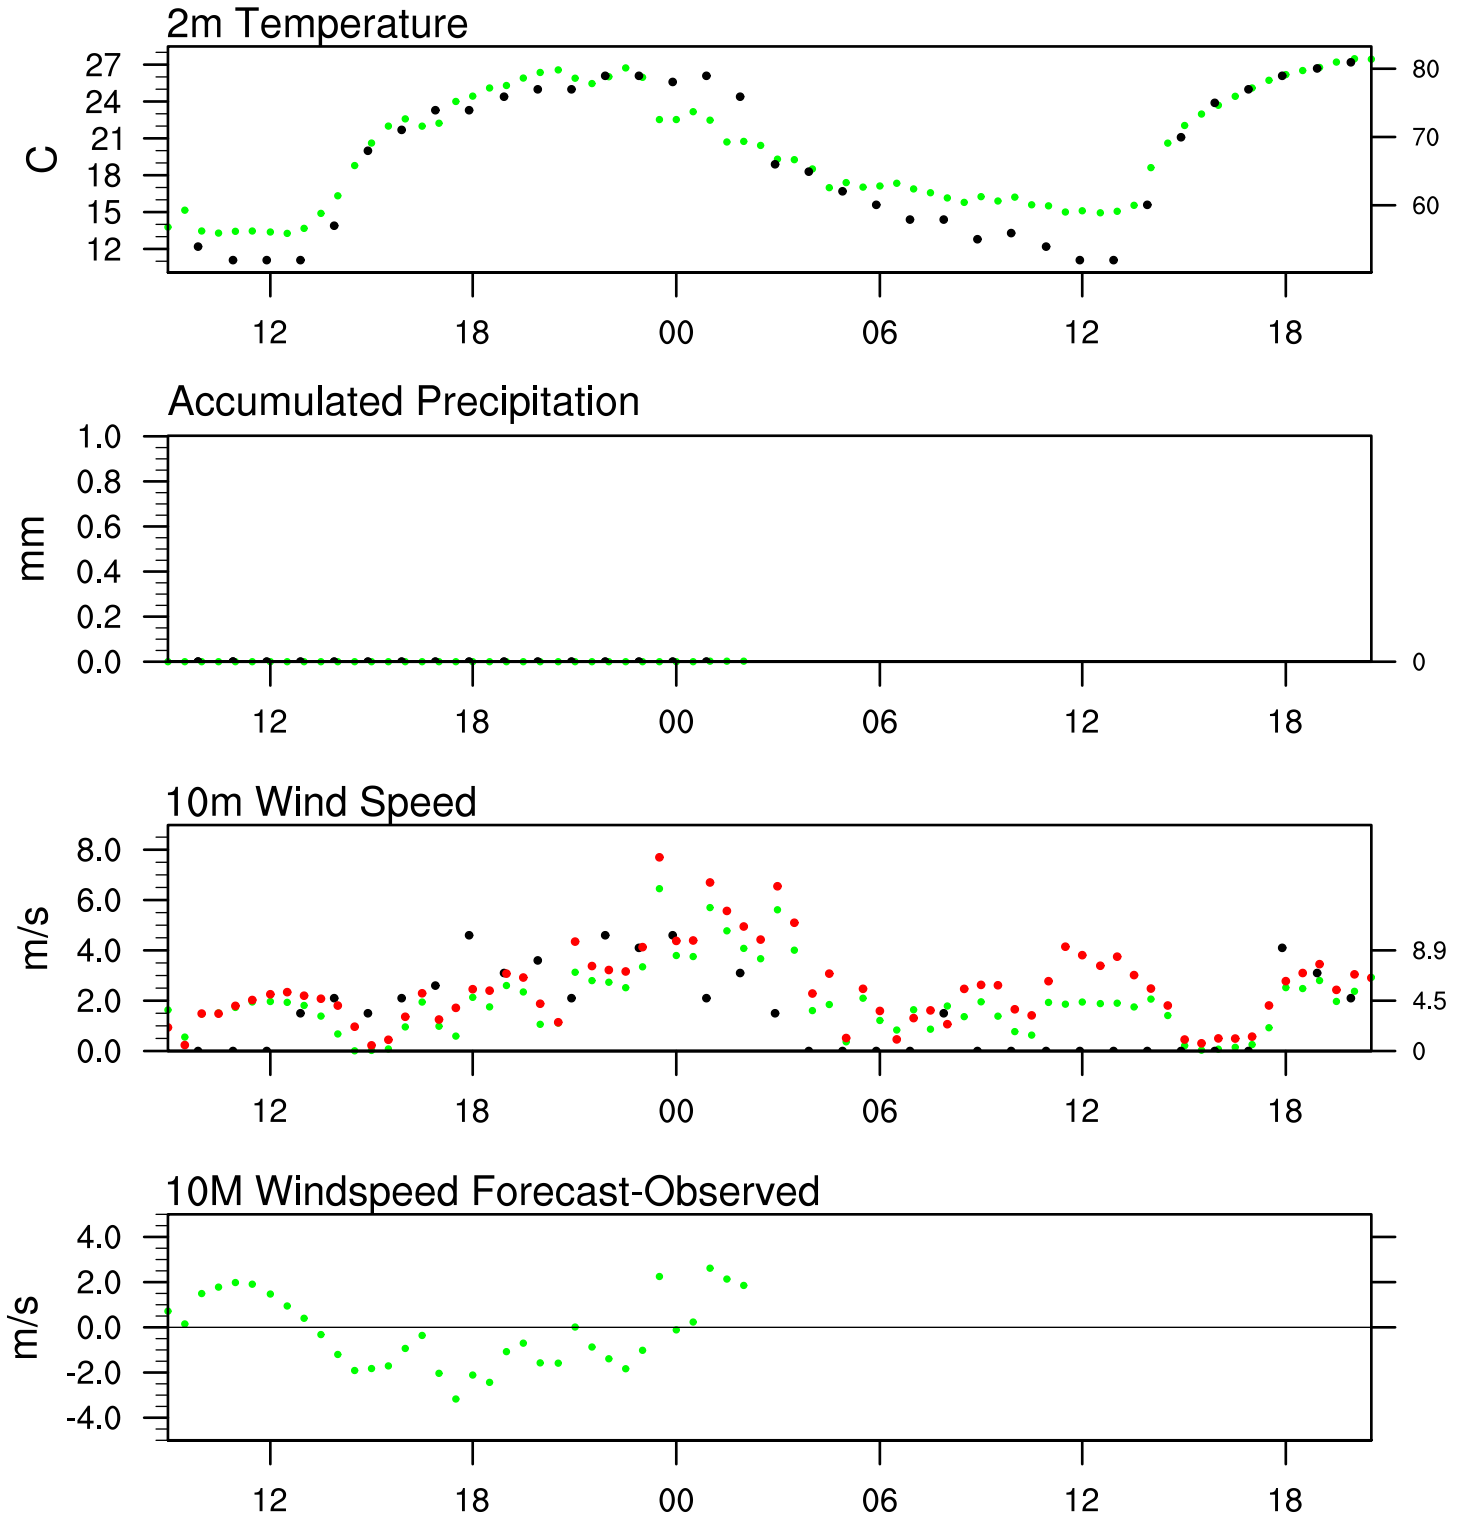 2m Temperature
27
24
21
18
15
12
C
80
70
60
12 18 00 06 12 18
Accumulated Precipitation
1.0
0.8
0.6
0.4
0.2
0.0
mm
0
12 18 00 06 12 18
10m Wind Speed
8.0
6.0
4.0
2.0
0.0
m/s
8.9
4.5
0
12 18 00 06 12 18
10M Windspeed Forecast-Observed
4.0
2.0
0.0
-2.0
-4.0
m/s
12 18 00 06 12 18